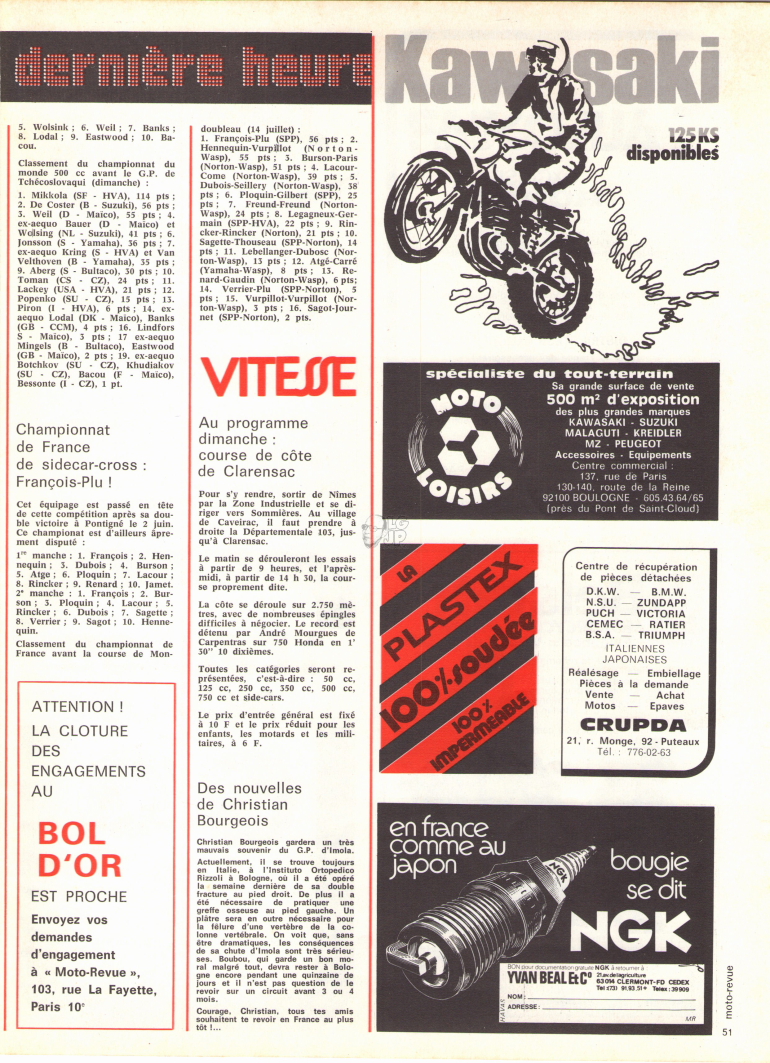 dernière heure
5. Wolsink ; 6. Weil ; 7. Banks ;
8. Lodal ; 9. Eastwood ; 10. Ba-
cou.
Classement du championnat du
monde 500 cc avant le G.P. de
Tchécoslovaqui (dimanche) :
1. Mikkola (SF - HVA), 114 pts ;
2. De Coster (B - Suzuki), 56 pts ;
3. Weil (D - Maico), 55 pts ; 4.
ex-aequo Bauer (D - Maico) et
Wolsing (NL - Suzuki), 41 pts ; 6.
Jonsson (S - Yamaha), 36 pts ; 7.
ex-aequo Kring (S - HVA) et Van
Velthoven (B - Yamaha), 35 pts ;
9. Aberg (S - Bultaco), 30 pts ; 10.
Toman (CS - CZ), 24 pts ; 11.
Lackey (USA - HVA), 21 pts ; 12.
Popenko (SU - CZ), 15 pts ; 13.
Piron (I - HVA), 6 pts ; 14. ex-
aequo Lodal (DK - Maico), Banks
(GB - CCM), 4 pts ; 16. Lindfors
S - Maico), 3 pts ; 17 ex-aequo
Mingels (B - Bultaco), Eastwood
(GB - Maïco), 2 pts ; 19. ex-aequo
Botchkov (SU - CZ), Khudiakov
(SU - CZ), Bacou (F - Maico),
Bessonte (I - CZ), 1 pt.
Championnat
de France
de sidecar-cross :
François-Plu !
Cet équipage est passé en tête
de cette compétition après sa dou-
ble victoire à Pontigné le 2 juin.
Ce championat est d'ailleurs âpre-
ment disputé :
1re manche : 1. François ; 2. Hen-
nequin ; 3. Dubois ; 4. Burson ;
5. Atge ; 6. Ploquin ; 7. Lacour ;
8. Rincker ; 9. Renard ; 10. Jamet.
2e manche : 1. François ; 2. Bur-
son ; 3. Ploquin ; 4. Lacour ; 5.
Rincker ; 6. Dubois ; 7. Sagette ;
8. Verrier ; 9. Sagot ; 10. Henne-
quin.
Classement du championnat de
France avant la course de Mon-
ATTENTION !
LA CLOTURE
DES
ENGAGEMENTS
AU
BOL
D'OR
EST PROCHE
Envoyez vos
demandes
d'engagement
à « Moto-Revue »,
103, rue La Fayette,
Paris 10e
doubleau (14 juillet) :
1. François-Plu (SPP), 56 pts ; 2.
Hennequin-Vurpillot (Norton-
Wasp), 55 pts ; 3. Burson-Paris
(Norton-Wasp), 51 pts ; 4. Lacour-
Come (Norton-Wasp), 39 pts ; 5.
Dubois-Seillery (Norton-Wasp), 38
pts ; 6. Ploquin-Gilbert (SPP), 25
pts ; 7. Freund-Freund (Norton-
Wasp), 24 pts ; 8. Legagneux-Ger-
main (SPP-HVA), 22 pts ; 9. Rin-
cker-Rincker (Norton), 21 pts ; 10.
Sagette-Thouseau (SPP-Norton), 14
pts ; 11. Lebellanger-Dubosc (Nor-
ton-Wasp), 13 pts ; 12. Atgé-Carré
(Yamaha-Wasp), 8 pts ; 13. Re-
nard-Gaudin (Norton-Wasp), 6 pts;
14. Verrier-Plu (SPP-Norton), 5
pts ; 15. Vurpillot-Vurpillot (Nor-
ton-Wasp), 3 pts ; 16. Sagot-Jour-
net (SPP-Norton), 2 pts.
VITESSE
Au programme
dimanche :
course de côte
de Clarensac
Pour s'y rendre, sortir de Nîmes
par la Zone Industrielle et se di-
riger vers Sommières. Au village
de Caveirac, il faut prendre à
droite la Départementale 103, jus-
qu'à Clarensac.
Le matin se dérouleront les essais
à partir de 9 heures, et l'après-
midi, à partir de 14 h 30, la cour-
se proprement dite.
La côte se déroule sur 2.750 mè-
tres, avec de nombreuses épingles
difficiles à négocier. Le record est
détenu par André Mourgues de
Carpentras sur 750 Honda en 1'
30'' 10 dixièmes.
Toutes les catégories seront re-
présentées, c'est-à-dire : 50 cc,
125 cc, 250 cc, 350 cc, 500 cc,
750 cc et side-cars.
Le prix d'entrée général est fixé
à 10 F et le prix réduit pour les
enfants, les motards et les mili-
taires, à 6 F.
Des nouvelles
de Christian
Bourgeois
Christian Bourgeois gardera un très
mauvais souvenir du G.P. d'Imola.
Actuellement, il se trouve toujours
en Italie, à l'Instituto Ortopedico
Rizzoli à Bologne, où il a été opéré
la semaine dernière de sa double
fracture au pied droit. De plus il a
été nécessaire de pratiquer une
greffe osseuse au pied gauche. Un
plâtre sera en outre nécessaire pour
la fêlure d'une vertèbre de la co-
lonne vertébrale. On voit que, sans
être dramatiques, les conséquences
de sa chute d'Imola sont très sérieu-
ses. Boubou, qui garde un bon mo-
ral malgré tout, devra rester à Bolo-
gne encore pendant une quinzaine de
jours et il n'est pas question de le
revoir sur un circuit avant 3 ou 4
mois.
Courage, Christian, tous tes amis
souhaitent te revoir en France au plus
tôt !...
Kawasaki
125 KS
disponibles
spécialiste du tout-terrain
MOTO
LOISIRS
Sa grande surface de vente
500 m² d'exposition
des plus grandes marques
KAWASAKI - SUZUKI
MALAGUTI - KREIDLER
MZ - PEUGEOT
Accessoires - Equipements
Centre commercial :
137, rue de Paris
130-140, route de la Reine
92100 BOULOGNE - 605.43.64/65
(près du Pont de Saint-Cloud)
LA
PLASTEX
100% soudée
100%
IMPERMÉABLE
Centre de récupération
de pièces détachées
D.K.W. — B.M.W.
N.S.U. — ZUNDAPP
PUCH — VICTORIA
CEMEC — RATIER
B.S.A. — TRIUMPH
ITALIENNES
JAPONAISES
Réalésage — Embiellage
Pièces à la demande
Vente — Achat
Motos — Epaves
CRUPDA
21, r. Monge, 92 - Puteaux
Tél. : 776-02-63
en france
comme au
japon
NGK
bougie
se dit
NGK
BON pour documentation gratuite NGK à retourner à
YVAN BEAL & Co
21. av. de l'agriculture
63014 CLERMONT-FD CEDEX
Tel (73) 91.93.51+ Telex : 39909
NOM :
ADRESSE :
HAVAS
MR
moto-revue
51